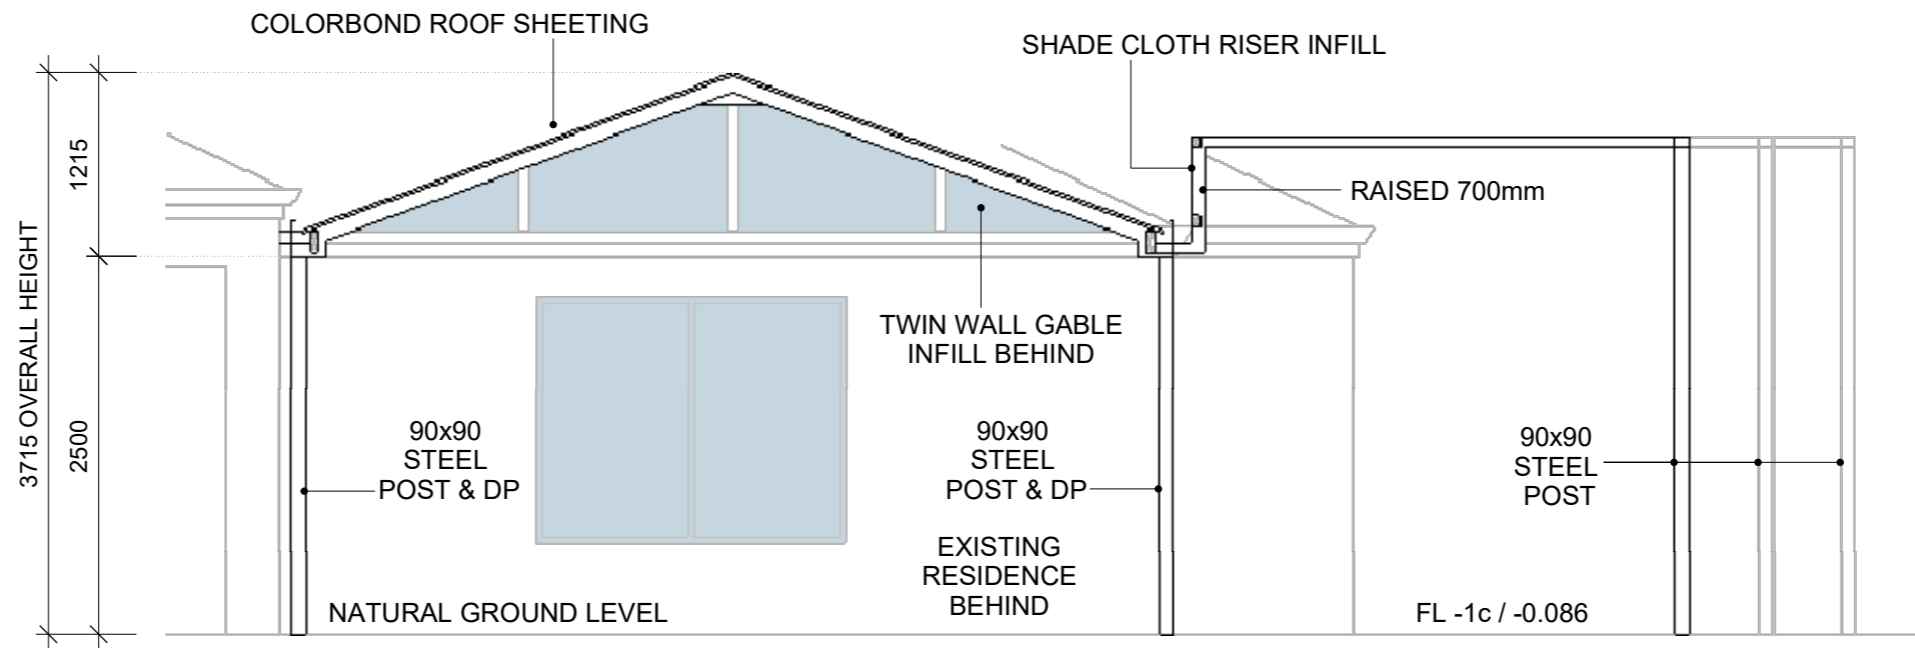 COLORBOND ROOF SHEETING
SHADE CLOTH RISER INFILL
1215
RAISED 700mm
3715 OVERALL HEIGHT
TWIN WALL GABLE
INFILL BEHIND
2500
90x90
STEEL
POST & DP
90x90
STEEL
POST & DP
90x90
STEEL
POST
EXISTING
RESIDENCE
BEHIND
NATURAL GROUND LEVEL
FL -1c / -0.086